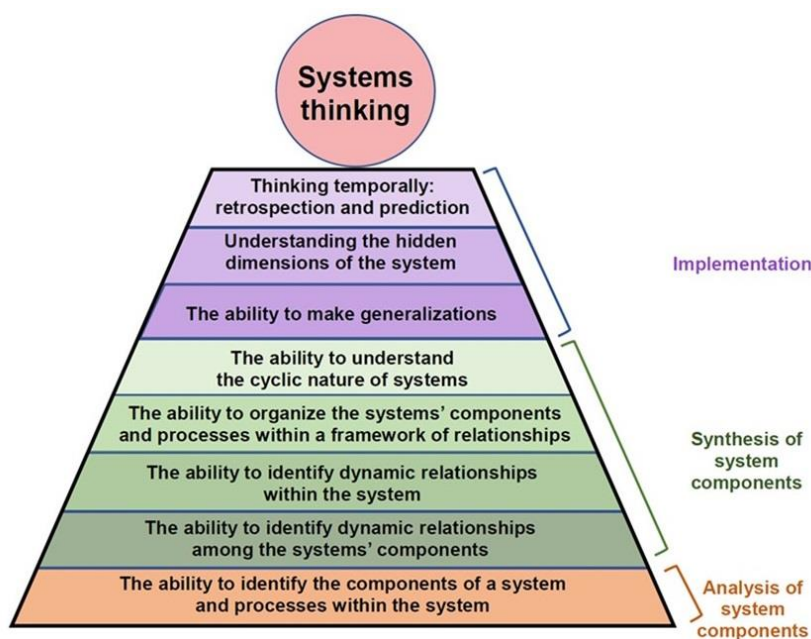 Systems
thinking
Thinking temporally:
retrospection and prediction
Understanding the hidden
dimensions of the system
The ability to make generalizations
Implementation
The ability to understand
the cyclic nature of systems
The ability to organize the systems’ components
and processes within a framework of relationships
The ability to identify dynamic relationships
within the system
The ability to identify dynamic relationships
among the systems’ components
Synthesis of
system
components
The ability to identify the components of a system
and processes within the system
Analysis of
system
components